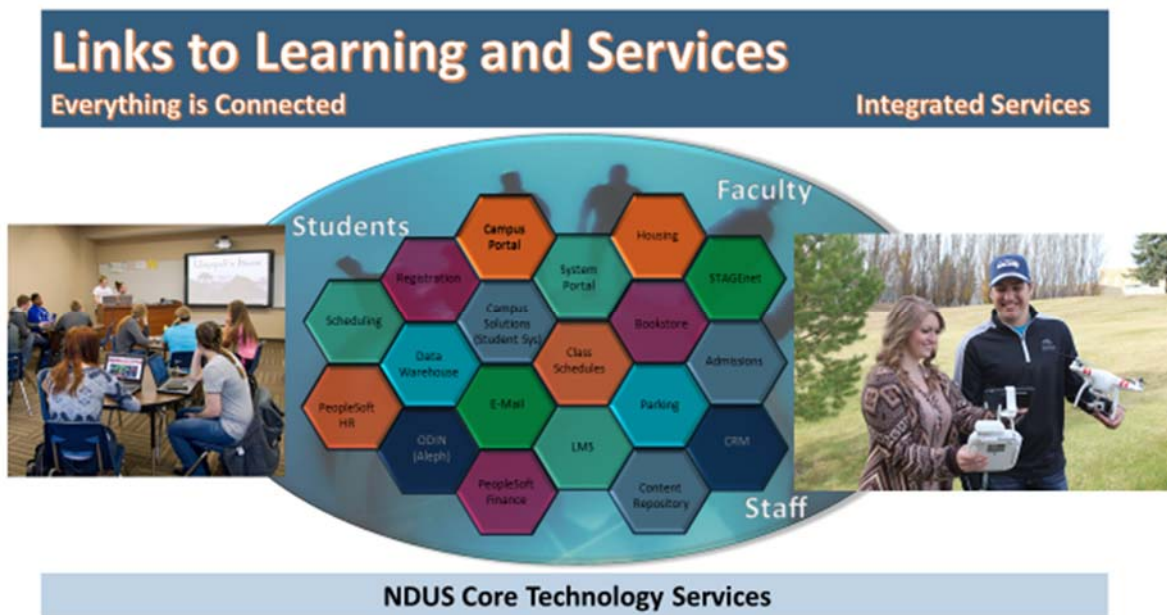 Links to Learning and Services
Everything is Connected
Integrated Services
Students
Faculty
Campus
Portal
Housing
Registration
System
Portal
STAGEnet
Scheduling
Campus
Solutions
(Student Sys)
Bookstore
Data
Warehouse
Class
Schedules
Admissions
PeopleSoft
HR
E-Mail
Parking
ODIN
(Aleph)
LMS
CRM
PeopleSoft
Finance
Content
Repository
Staff
NDUS Core Technology Services